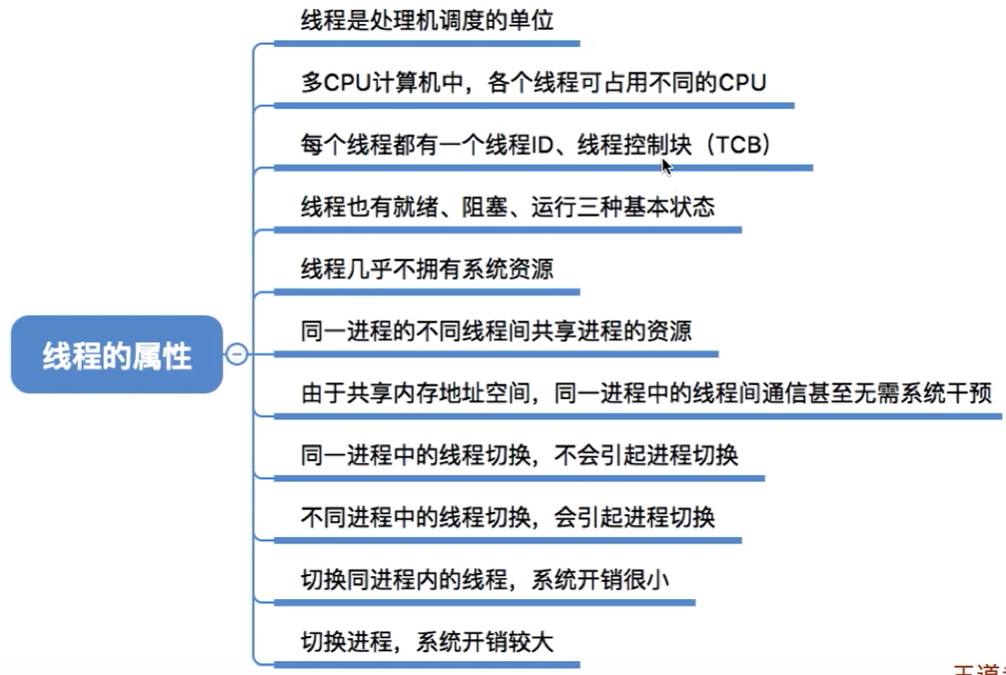 线程是处理机调度的单位
多CPU计算机中，各个线程可占用不同的CPU
每个线程都有一个线程ID、线程控制块（TCB）
线程也有就绪、阻塞、运行三种基本状态
线程几乎不拥有系统资源
同一进程的不同线程间共享进程的资源
线程的属性
由于共享内存地址空间，同一进程中的线程间通信甚至无需系统干预
同一进程中的线程切换，不会引起进程切换
不同进程中的线程切换，会引起进程切换
切换同进程内的线程，系统开销很小
切换进程，系统开销较大
王道